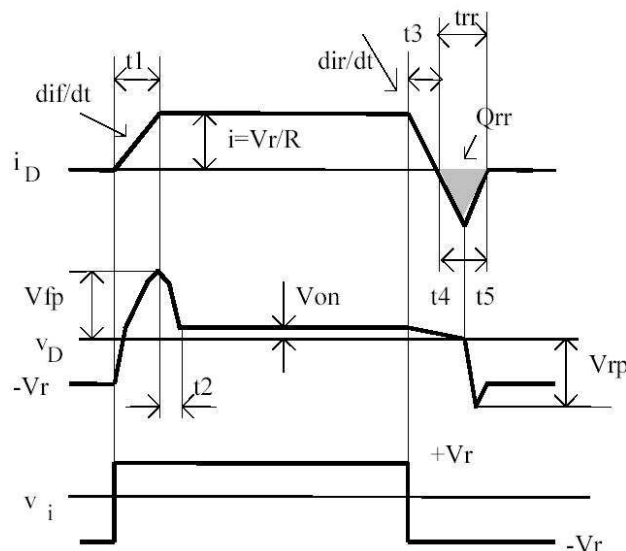 t1
t3
trr
dir/dt
dif/dt
Qrr
i=Vr/R
iD
t4
t5
Vfp
Von
vD
-Vr
t2
Vrp
+Vr
vi
-Vr